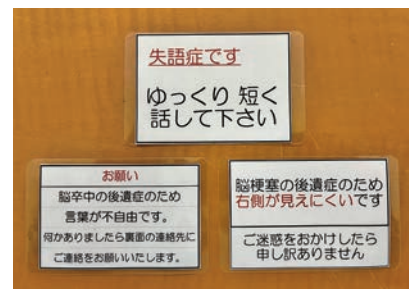 失語症です
ゆっくり 短く
話して下さい
お願い
脳卒中の後遺症のため
言葉が不自由です。
何かありましたら裏面の連絡先に
ご連絡をお願いいたします。
脳梗塞の後遺症のため
右側が見えにくいです
ご迷惑をおかけしたら
申し訳ありません